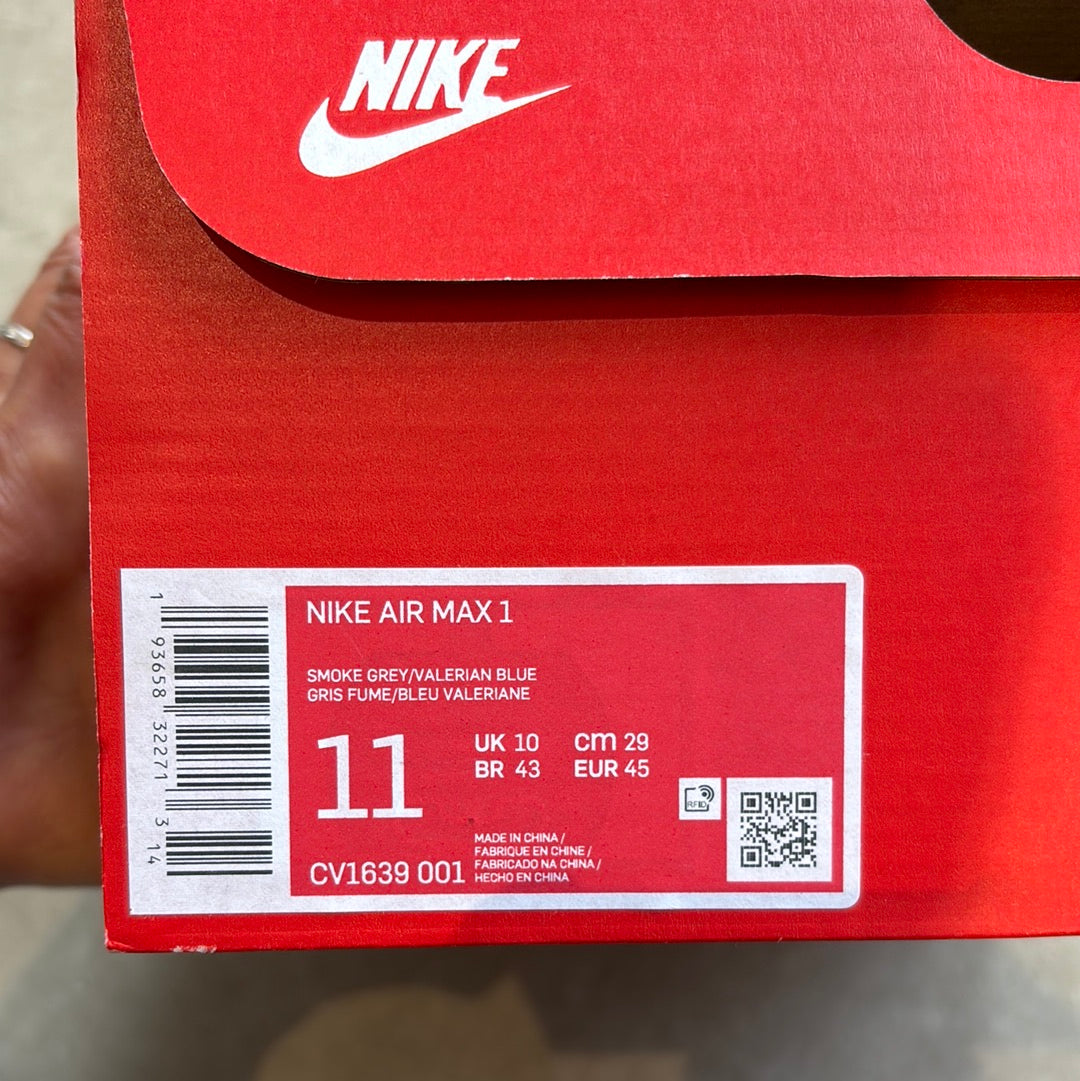 NIKE
NIKE AIR MAX 1
SMOKE GREY/VALERIAN BLUE
GRIS FUME/BLEU VALERIANE
11
UK 10 cm 29
BR 43 EUR 45
RFID
CV1639 001
MADE IN CHINA /
FABRIQUE EN CHINE /
FABRICADO NA CHINA /
HECHO EN CHINA
1 93658 32271 3 14